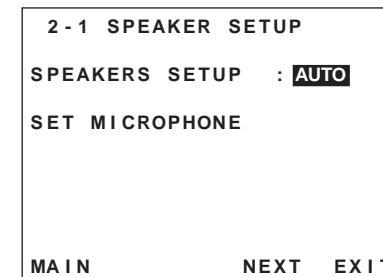 2-1 SPEAKER SETUP
SPEAKERS SETUP : AUTO
SET MICROPHONE
MAIN NEXT EXIT